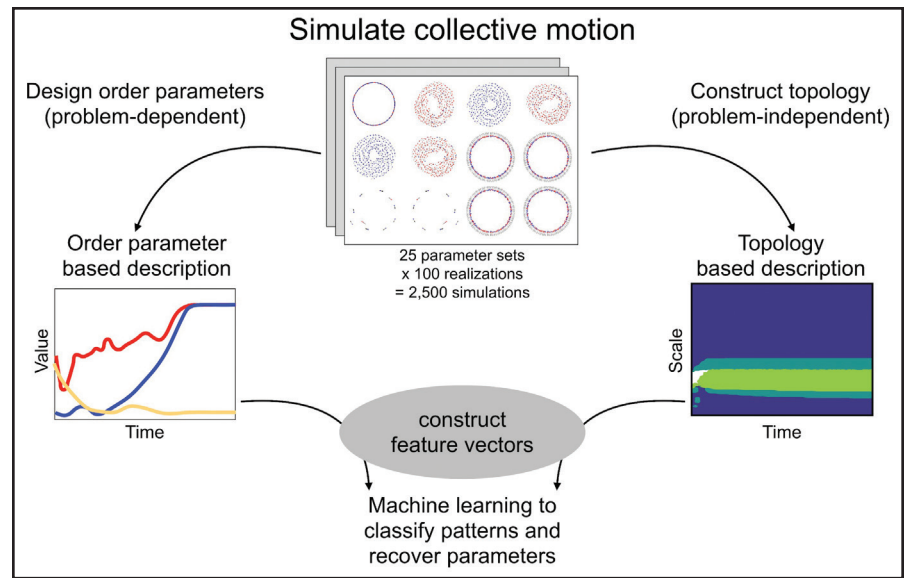 Simulate collective motion
Design order parameters
(problem-dependent)
Construct topology
(problem-independent)
25 parameter sets
x 100 realizations
= 2,500 simulations
Order parameter
based description
Value
Time
Topology
based description
Scale
Time
construct
feature vectors
Machine learning to
classify patterns and
recover parameters